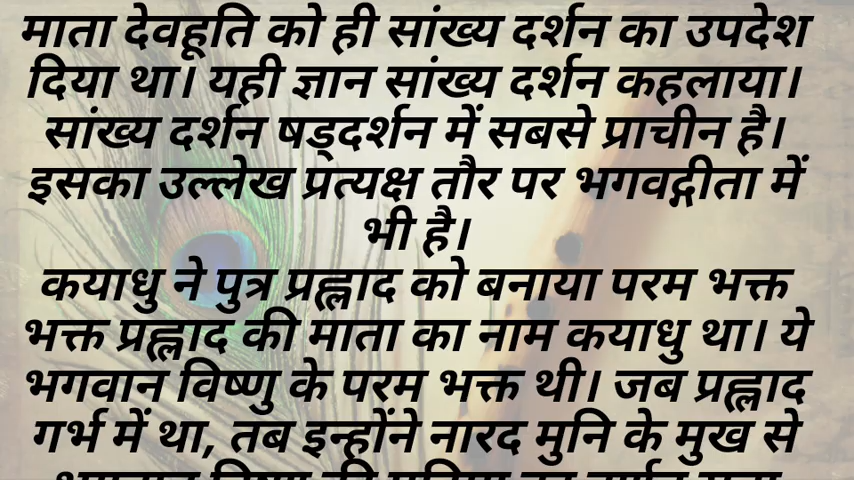 माता देवहूति को ही सांख्य दर्शन का उपदेश
दिया था। यही ज्ञान सांख्य दर्शन कहलाया।
सांख्य दर्शन षड्दर्शन में सबसे प्राचीन है।
इसका उल्लेख प्रत्यक्ष तौर पर भगवद्गीता में
भी है।
कयाधु ने पुत्र प्रह्लाद को बनाया परम भक्त
भक्त प्रह्लाद की माता का नाम कयाधु था। ये
भगवान विष्णु के परम भक्त थी। जब प्रह्लाद
गर्भ में था, तब इन्होंने नारद मुनि के मुख से